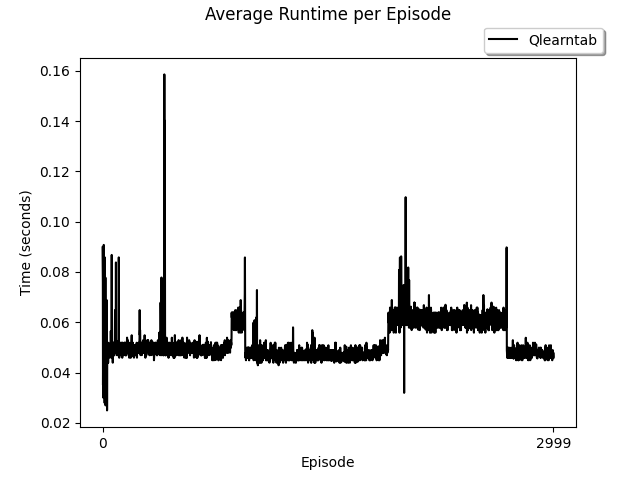 Average Runtime per Episode
Qlearntab
0.16
0.14
0.12
0.10
0.08
0.06
0.04
0.02
Time (seconds)
0
2999
Episode